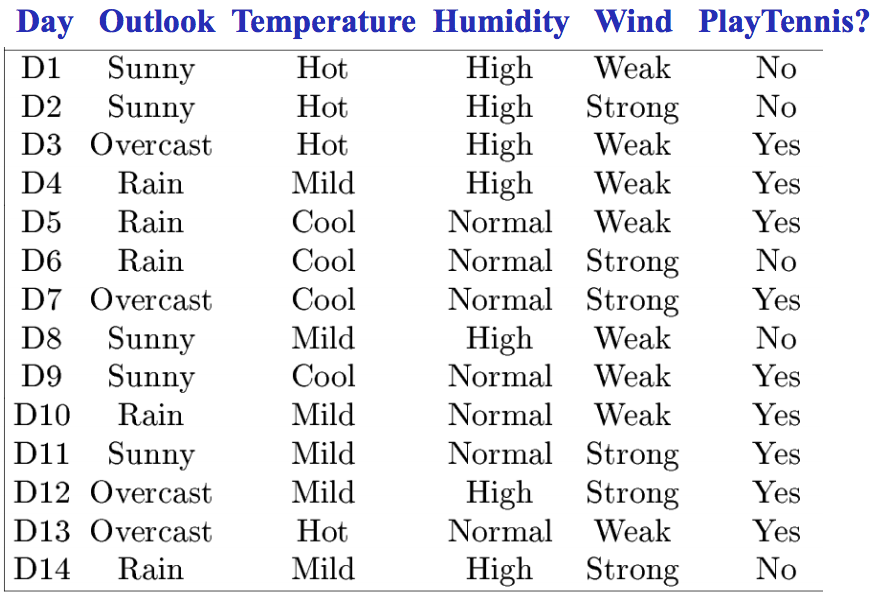 Day Outlook Temperature Humidity Wind PlayTennis?
D1 Sunny Hot High Weak No
D2 Sunny Hot High Strong No
D3 Overcast Hot High Weak Yes
D4 Rain Mild High Weak Yes
D5 Rain Cool Normal Weak Yes
D6 Rain Cool Normal Strong No
D7 Overcast Cool Normal Strong Yes
D8 Sunny Mild High Weak No
D9 Sunny Cool Normal Weak Yes
D10 Rain Mild Normal Weak Yes
D11 Sunny Mild Normal Strong Yes
D12 Overcast Mild High Strong Yes
D13 Overcast Hot Normal Weak Yes
D14 Rain Mild High Strong No